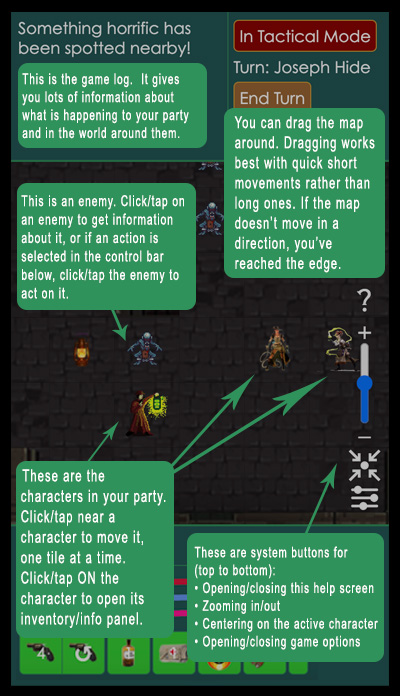 Something horrific has
been spotted nearby!
In Tactical Mode
Turn: Joseph Hide
End Turn
This is the game log.  It gives
you lots of information about
what is happening to your party
and in the world around them.
You can drag the map
around. Dragging works
best with quick short
movements rather than
long ones. If the map
doesn't move in a
direction, you've
reached the edge.
This is an enemy. Click/tap on
an enemy to get information
about it, or if an action is
selected in the control bar
below, click/tap the enemy to
act on it.
?
+
–
These are the
characters in your party.
Click/tap near a
character to move it,
one tile at a time.
Click/tap ON the
character to open its
inventory/info panel.
These are system buttons for
(top to bottom):
• Opening/closing this help screen
• Zooming in/out
• Centering on the active character
• Opening/closing game options
4